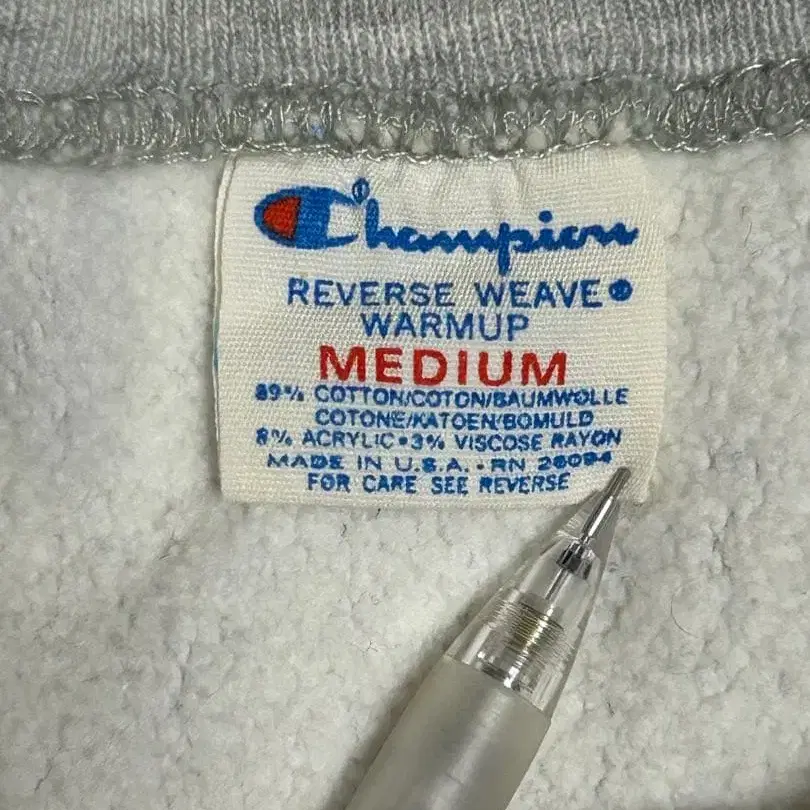 Champion
REVERSE WEAVE®
WARMUP
MEDIUM
89% COTTON/COTON/BAUMWOLLE
COTONE/KATOEN/BOMULD
8% ACRYLIC•3% VISCOSE RAYON
MADE IN U.S.A.•RN 26094
FOR CARE SEE REVERSE